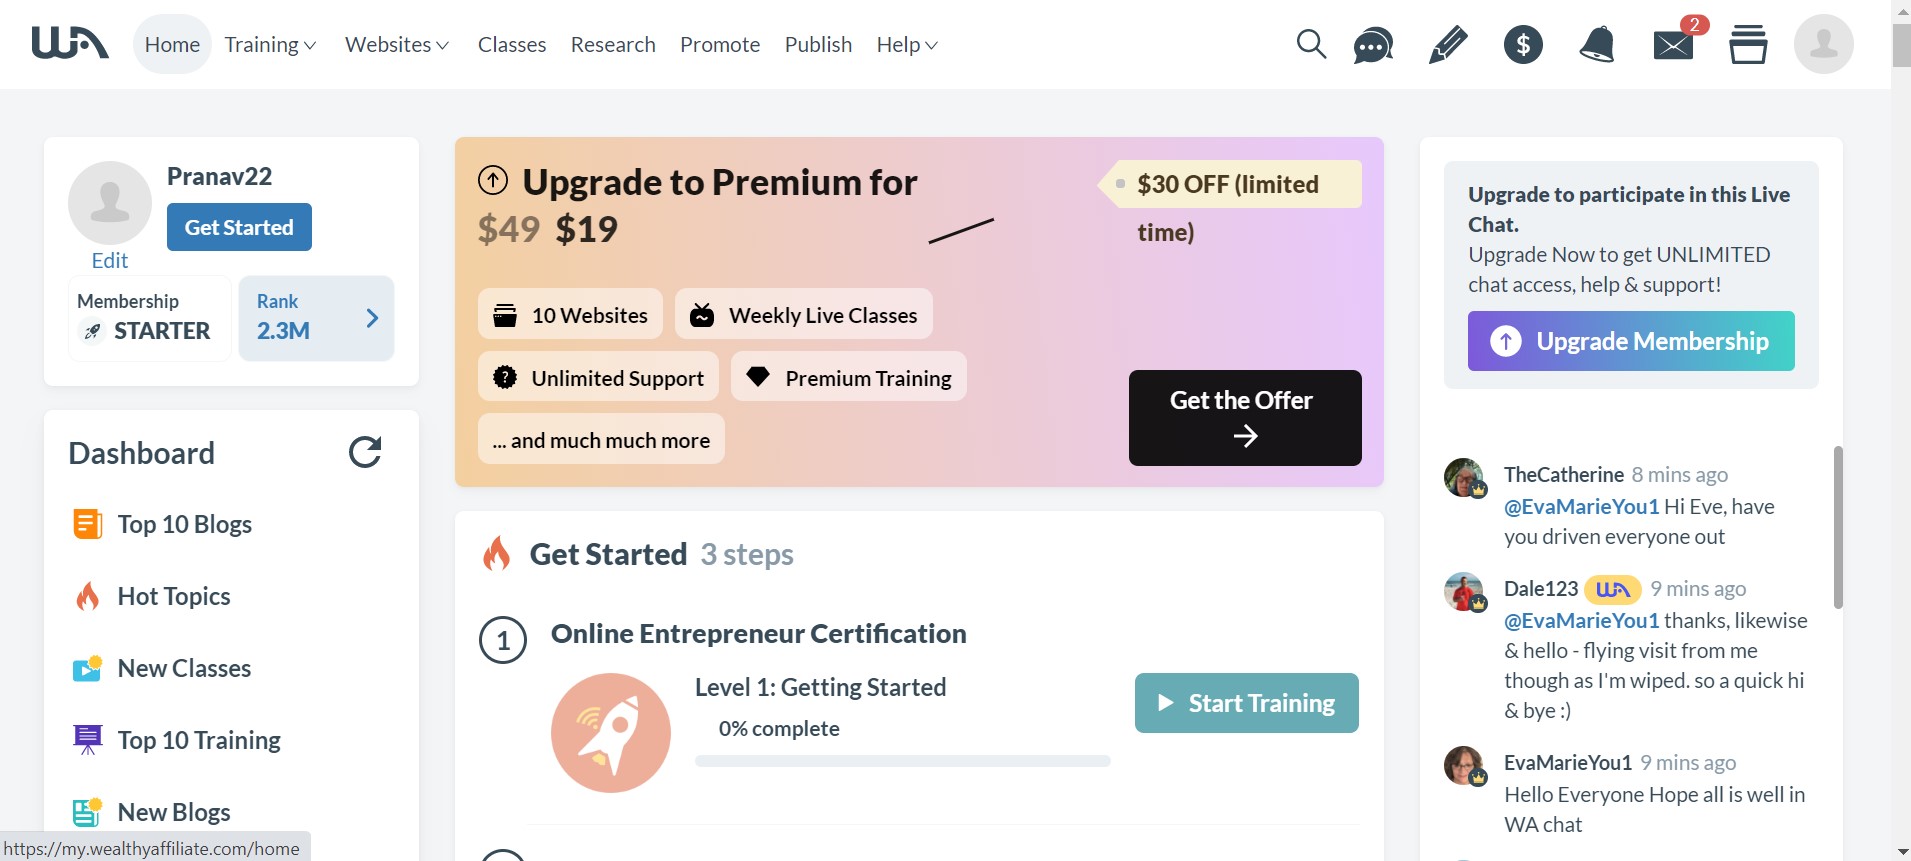 WA Home Training Websites Classes Research Promote Publish Help 2
Pranav22
Get Started
Edit
Membership
STARTER
Rank
2.3M
Dashboard
Top 10 Blogs
Hot Topics
New Classes
Top 10 Training
New Blogs
https://my.wealthyaffiliate.com/home
Upgrade to Premium for
$49 $19
$30 OFF (limited
time)
10 Websites
Weekly Live Classes
Unlimited Support
Premium Training
... and much much more
Get the Offer
Get Started 3 steps
1 Online Entrepreneur Certification
Level 1: Getting Started
0% complete
Start Training
Upgrade to participate in this Live
Chat.
Upgrade Now to get UNLIMITED
chat access, help & support!
Upgrade Membership
TheCatherine 8 mins ago
@EvaMarieYou1 Hi Eve, have
you driven everyone out
Dale123 WA 9 mins ago
@EvaMarieYou1 thanks, likewise
& hello - flying visit from me
though as I'm wiped. so a quick hi
& bye :)
EvaMarieYou1 9 mins ago
Hello Everyone Hope all is well in
WA chat